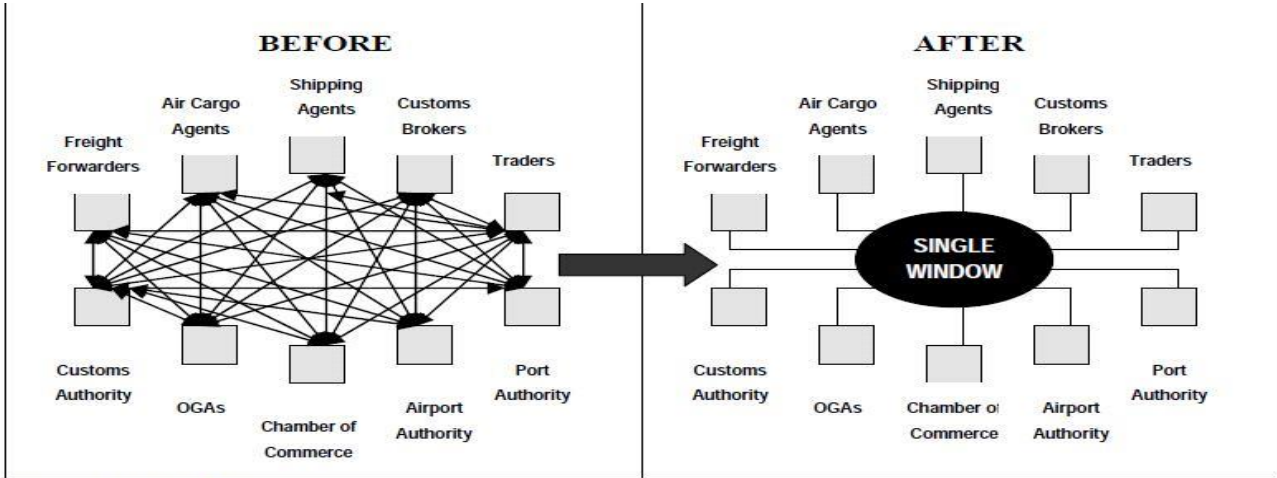 BEFORE
Shipping
Agents
Air Cargo
Agents
Customs
Brokers
Freight
Forwarders
Traders
Customs
Authority
OGAs
Chamber of
Commerce
Airport
Authority
Port
Authority
AFTER
Shipping
Agents
Air Cargo
Agents
Customs
Brokers
Freight
Forwarders
Traders
SINGLE
WINDOW
Customs
Authority
OGAs
Chamber of
Commerce
Airport
Authority
Port
Authority